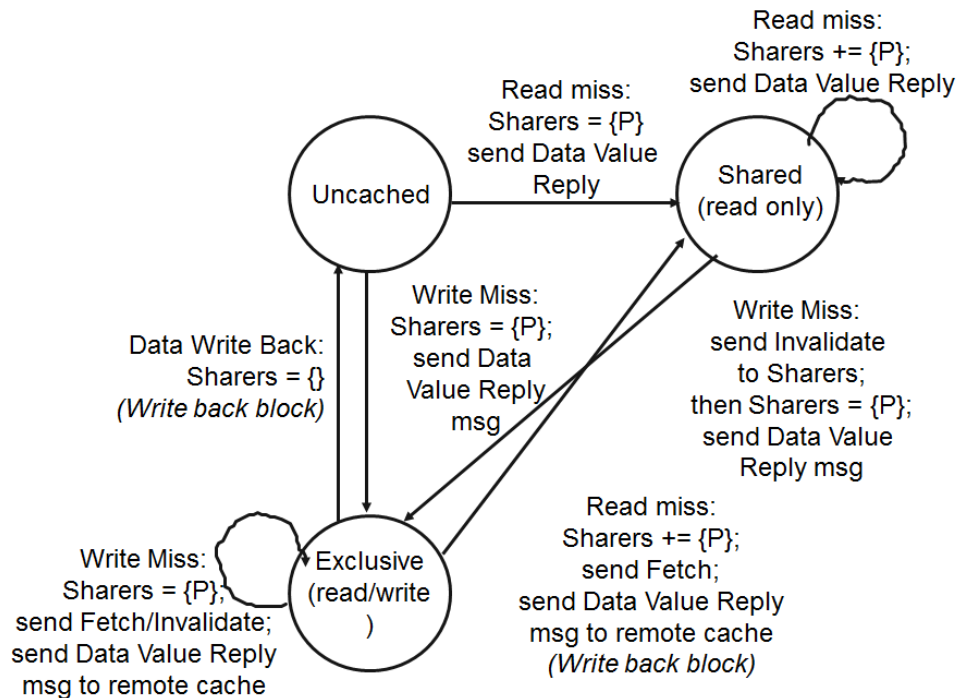 Read miss:
Sharers += {P};
send Data Value Reply
Read miss:
Sharers = {P}
send Data Value
Reply
Uncached
Shared
(read only)
Write Miss:
Sharers = {P};
send Data
Value Reply
msg
Data Write Back:
Sharers = {}
(Write back block)
Write Miss:
send Invalidate
to Sharers;
then Sharers = {P};
send Data Value
Reply msg
Write Miss:
Sharers = {P};
send Fetch/Invalidate;
send Data Value Reply
msg to remote cache
Exclusive
(read/write
)
Read miss:
Sharers += {P};
send Fetch;
send Data Value Reply
msg to remote cache
(Write back block)